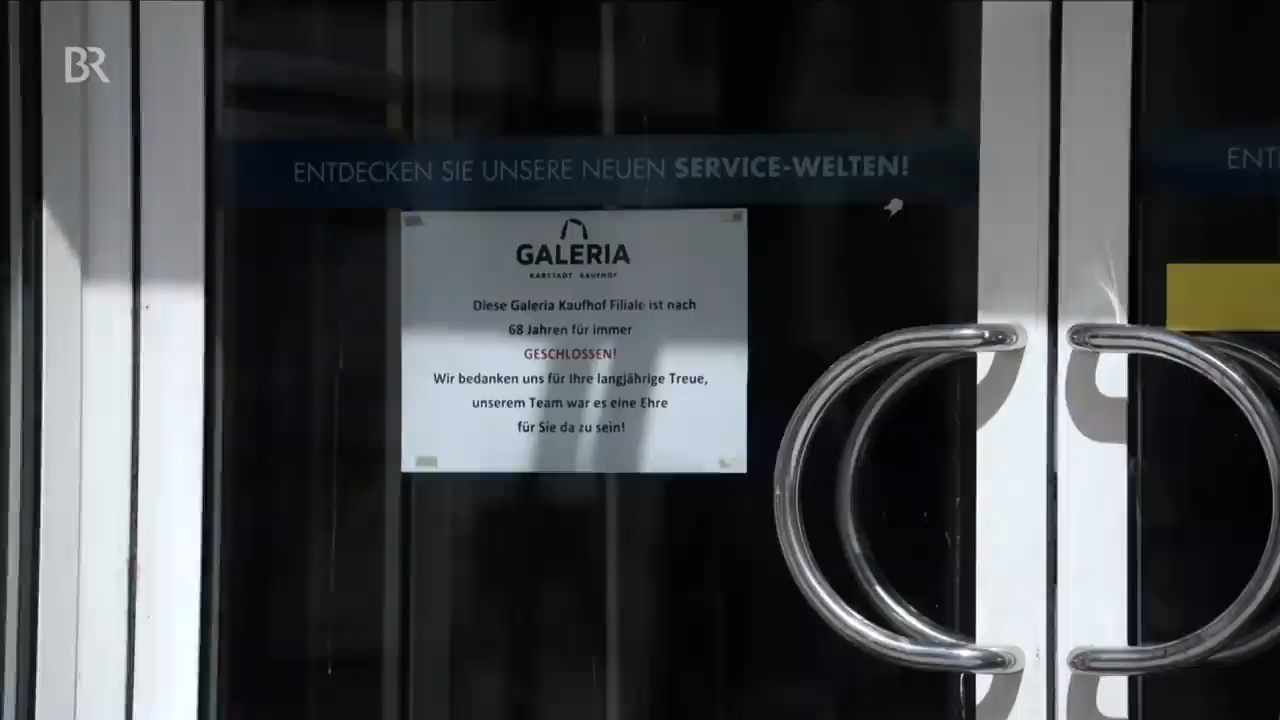 BR
ENTDECKEN SIE UNSERE NEUEN SERVICE-WELTEN!
ENT
GALERIA
KARSTADT KAUFHOF
Diese Galeria Kaufhof Filiale ist nach
68 Jahren für immer
GESCHLOSSEN!
Wir bedanken uns für Ihre langjährige Treue,
unserem Team war es eine Ehre
für Sie da zu sein!